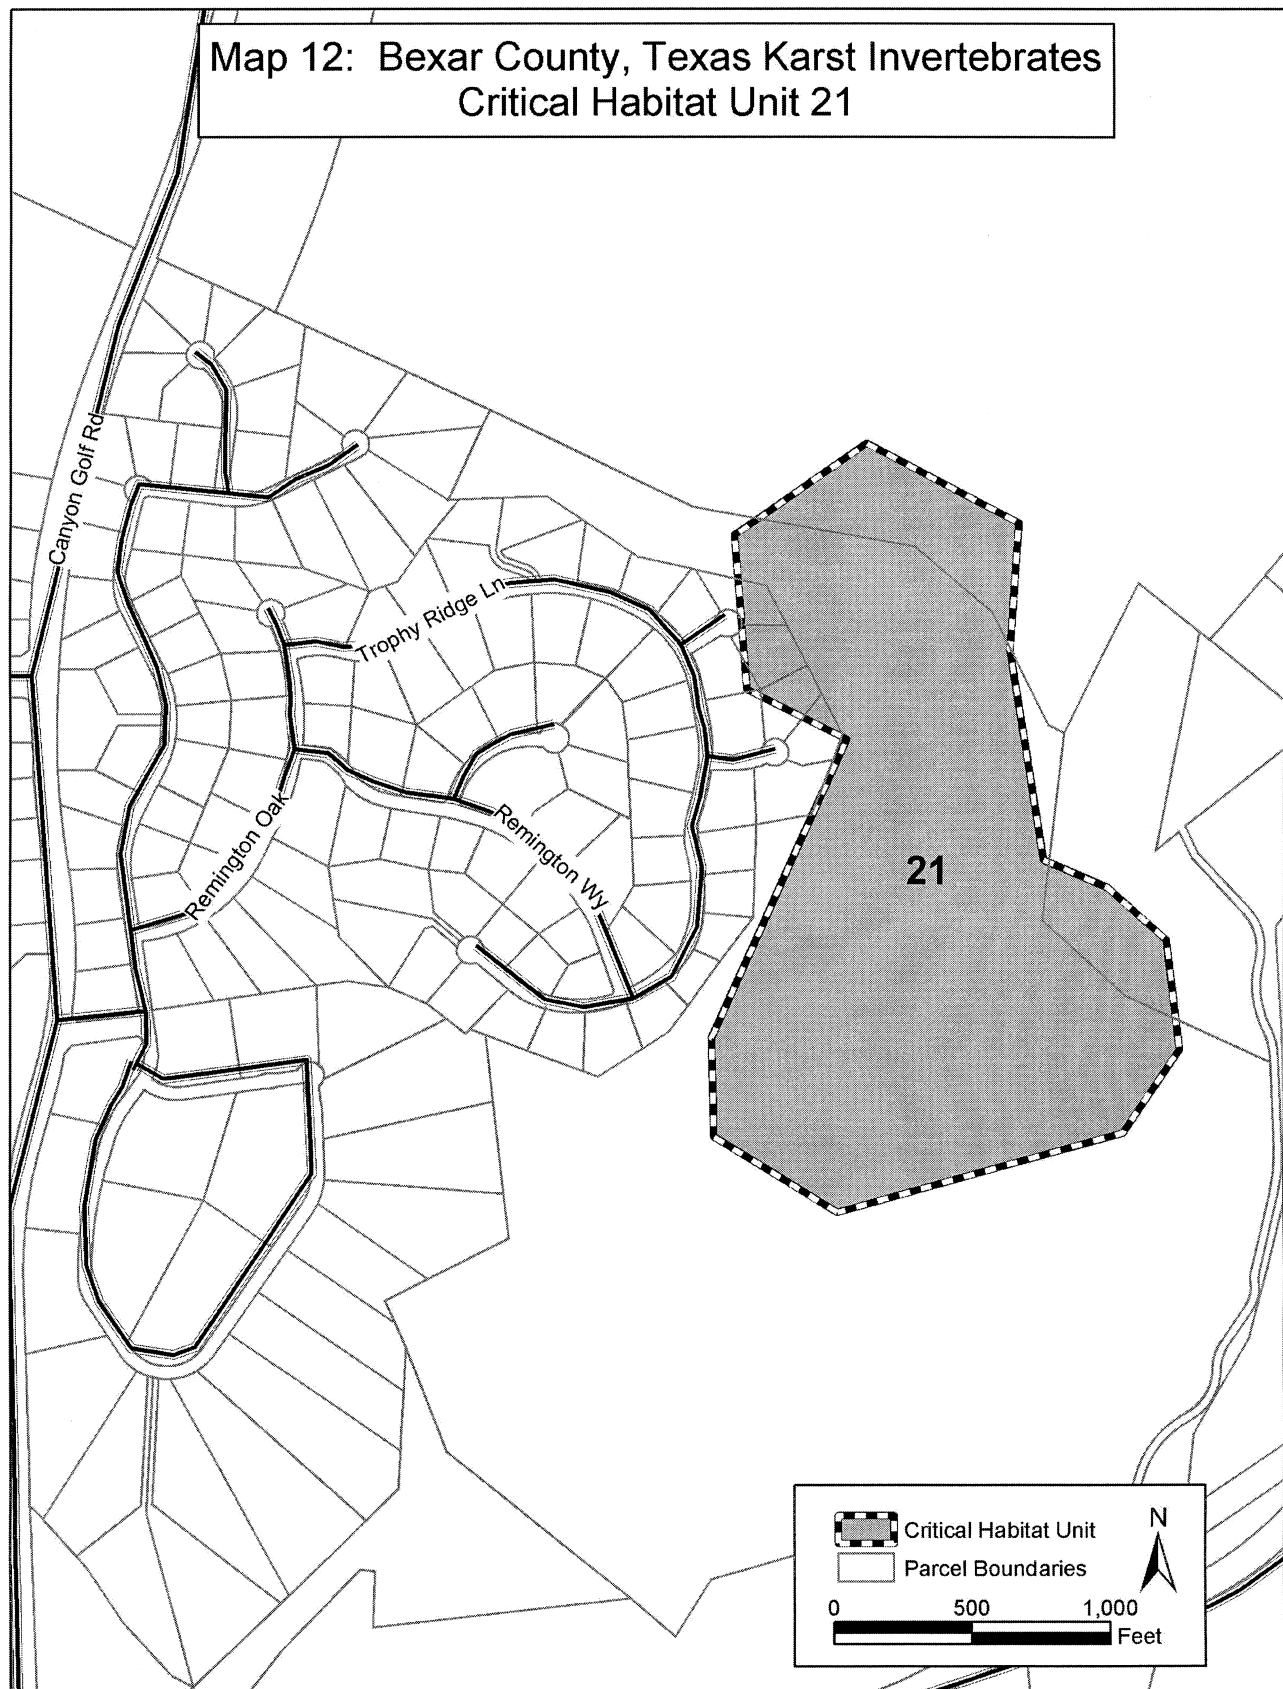 Map 12: Bexar County, Texas Karst Invertebrates
Critical Habitat Unit 21
Canyon Golf Rd
Trophy Ridge Ln
Remington Oak
Remington Wy
21
Critical Habitat Unit
Parcel Boundaries
N
0 500 1,000
Feet